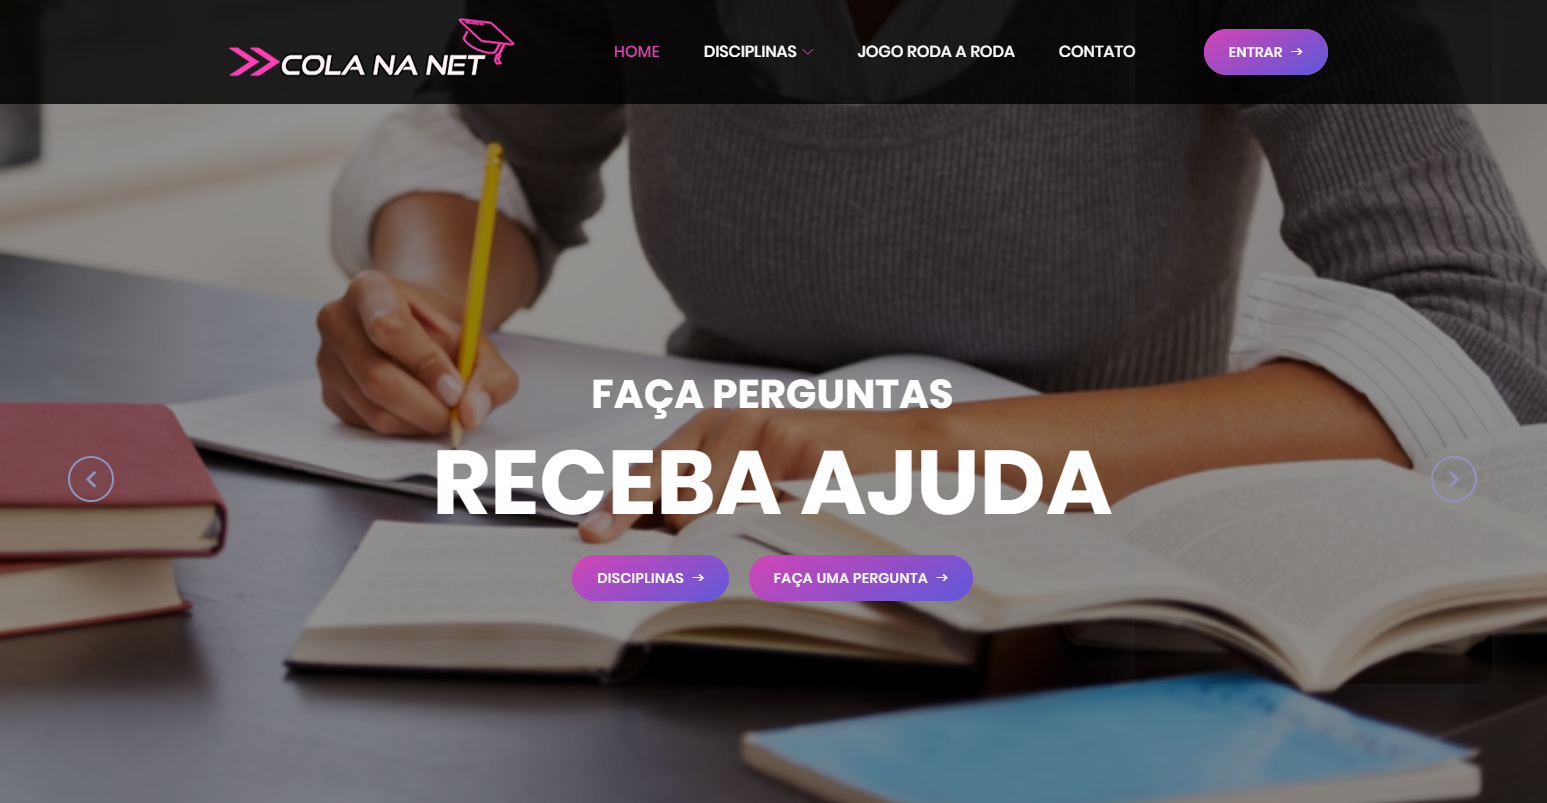 COLA NA NET
HOME DISCIPLINAS JOGO RODA A RODA CONTATO ENTRAR →
FAÇA PERGUNTAS
RECEBA AJUDA
DISCIPLINAS → FAÇA UMA PERGUNTA →